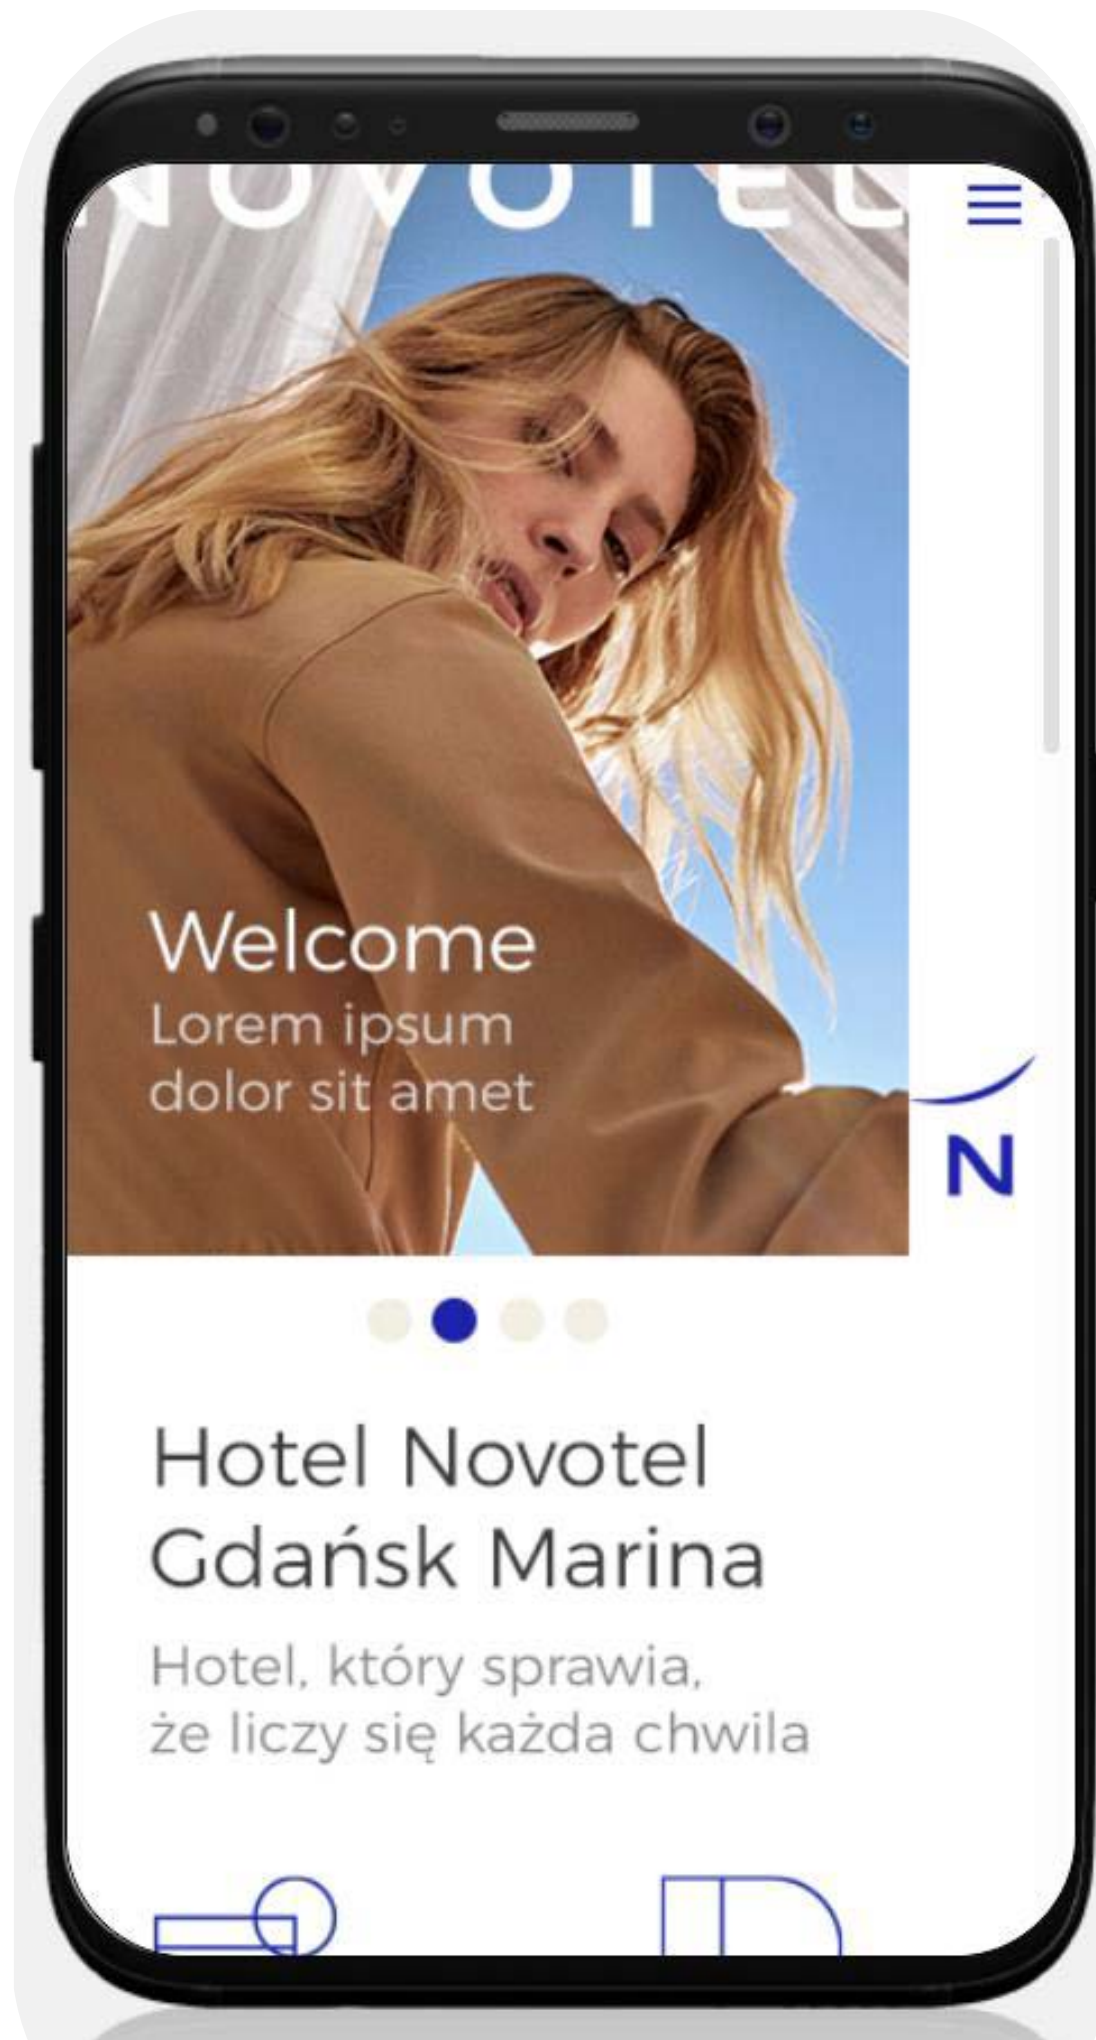 NOVOTEL
Welcome
Lorem ipsum
dolor sit amet
N
Hotel Novotel
Gdańsk Marina
Hotel, który sprawia,
że liczy się każda chwila